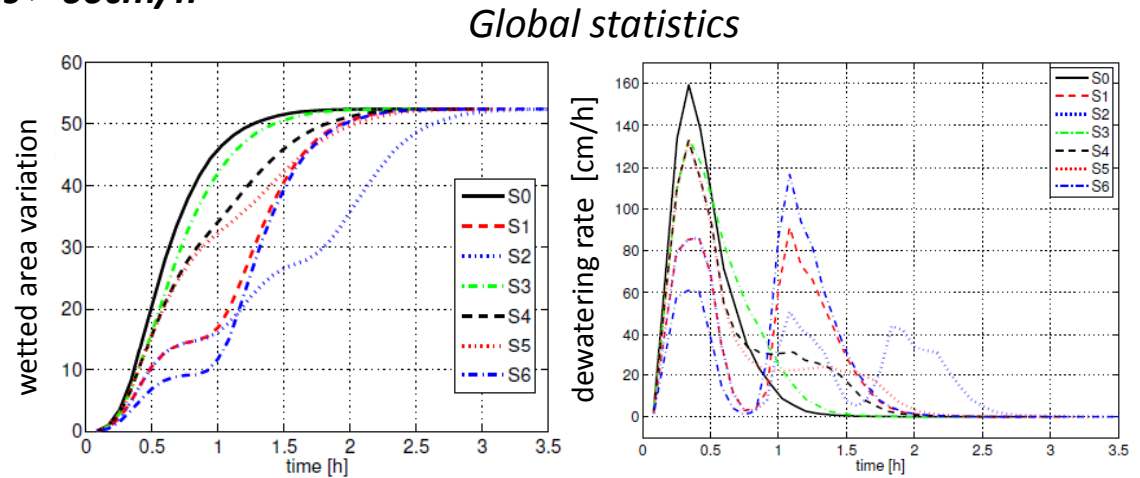 Global statistics
wetted area variation
60
50
40
30
20
10
0
0
0.5
1
1.5
2
2.5
3
3.5
time [h]
S0
S1
S2
S3
S4
S5
S6
dewatering rate [cm/h]
160
140
120
100
80
60
40
20
0
0
0.5
1
1.5
2
2.5
3
3.5
time [h]
S0
S1
S2
S3
S4
S5
S6